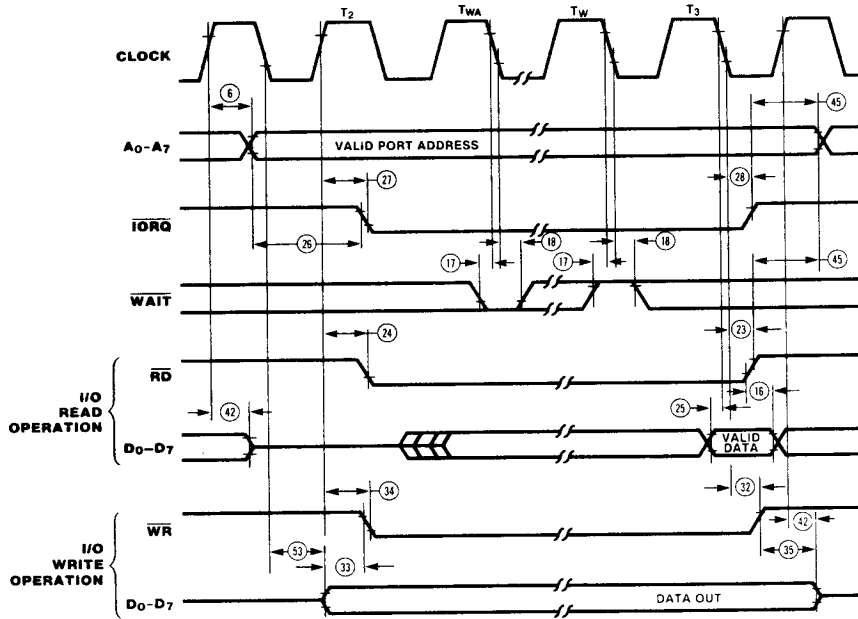 T2 TWA TW T3
CLOCK
6 45
A0-A7 VALID PORT ADDRESS
27 28
IORQ
26 18 18
17 17 45
WAIT
24 23
RD
16
I/O
READ
OPERATION
42 25
D0-D7 VALID
DATA
34 32
WR 42
I/O
WRITE
OPERATION
53 33 35
D0-D7 DATA OUT